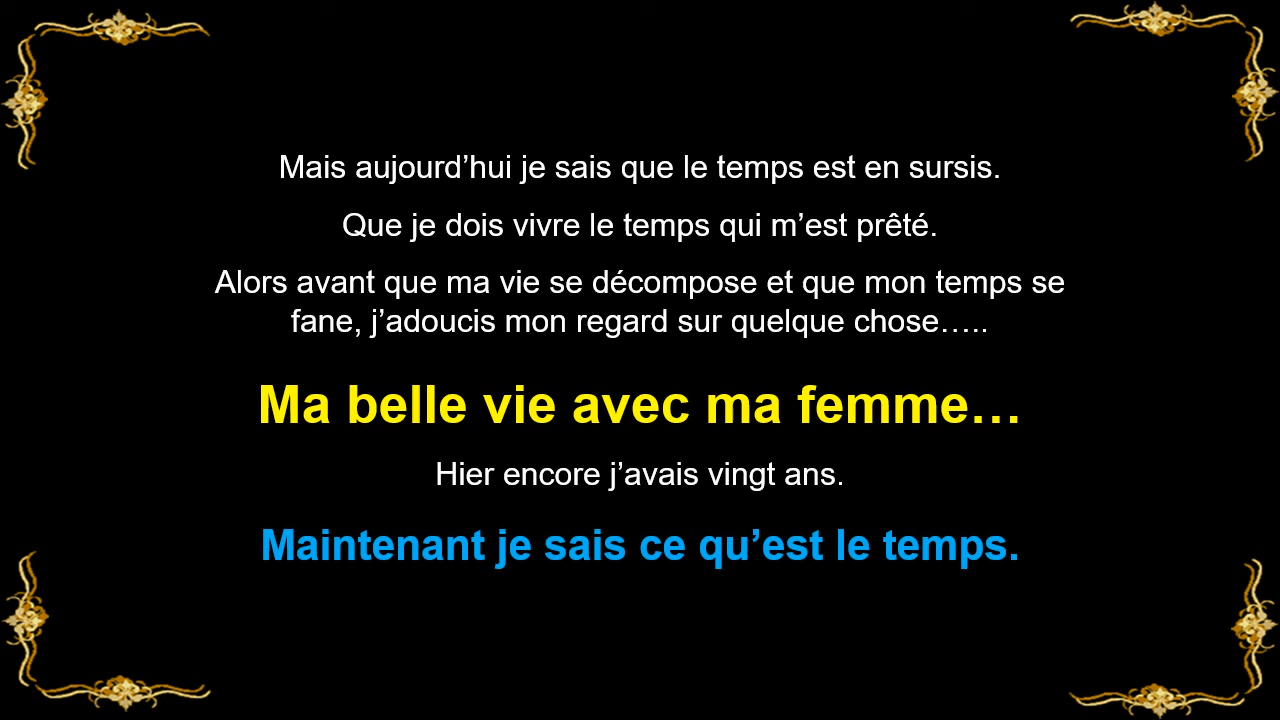 Mais aujourd’hui je sais que le temps est en sursis.
Que je dois vivre le temps qui m’est prêté.
Alors avant que ma vie se décompose et que mon temps se
fane, j’adoucis mon regard sur quelque chose…..
Ma belle vie avec ma femme…
Hier encore j’avais vingt ans.
Maintenant je sais ce qu’est le temps.